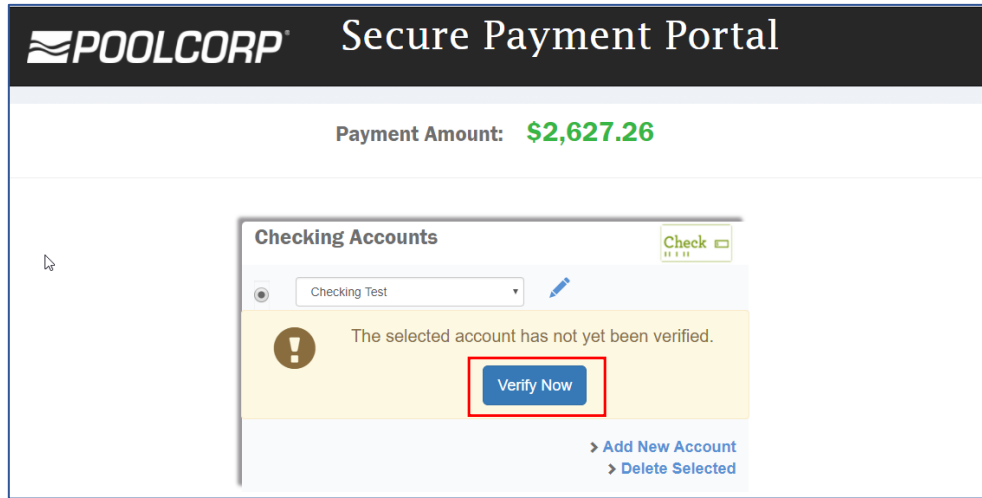 POOLCORP® Secure Payment Portal
Payment Amount: $2,627.26
Checking Accounts
Check
Checking Test
The selected account has not yet been verified.
Verify Now
Add New Account
Delete Selected